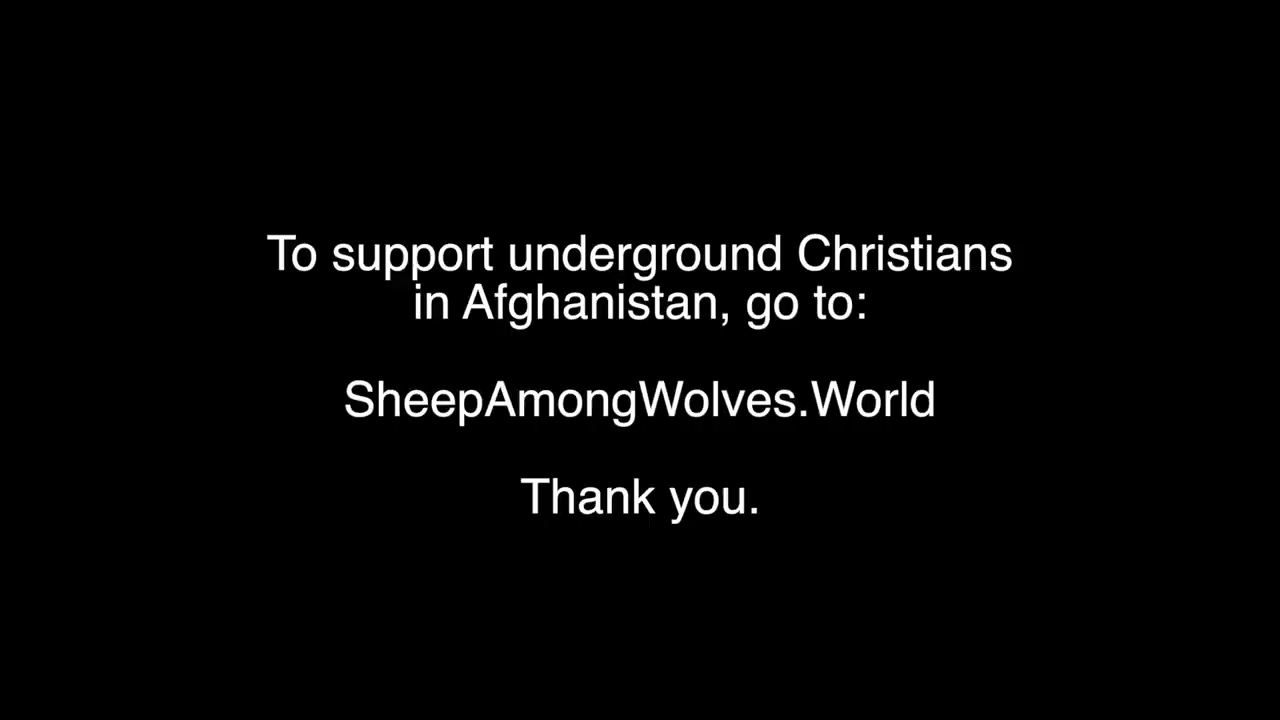 To support underground Christians
in Afghanistan, go to:
SheepAmongWolves.World
Thank you.